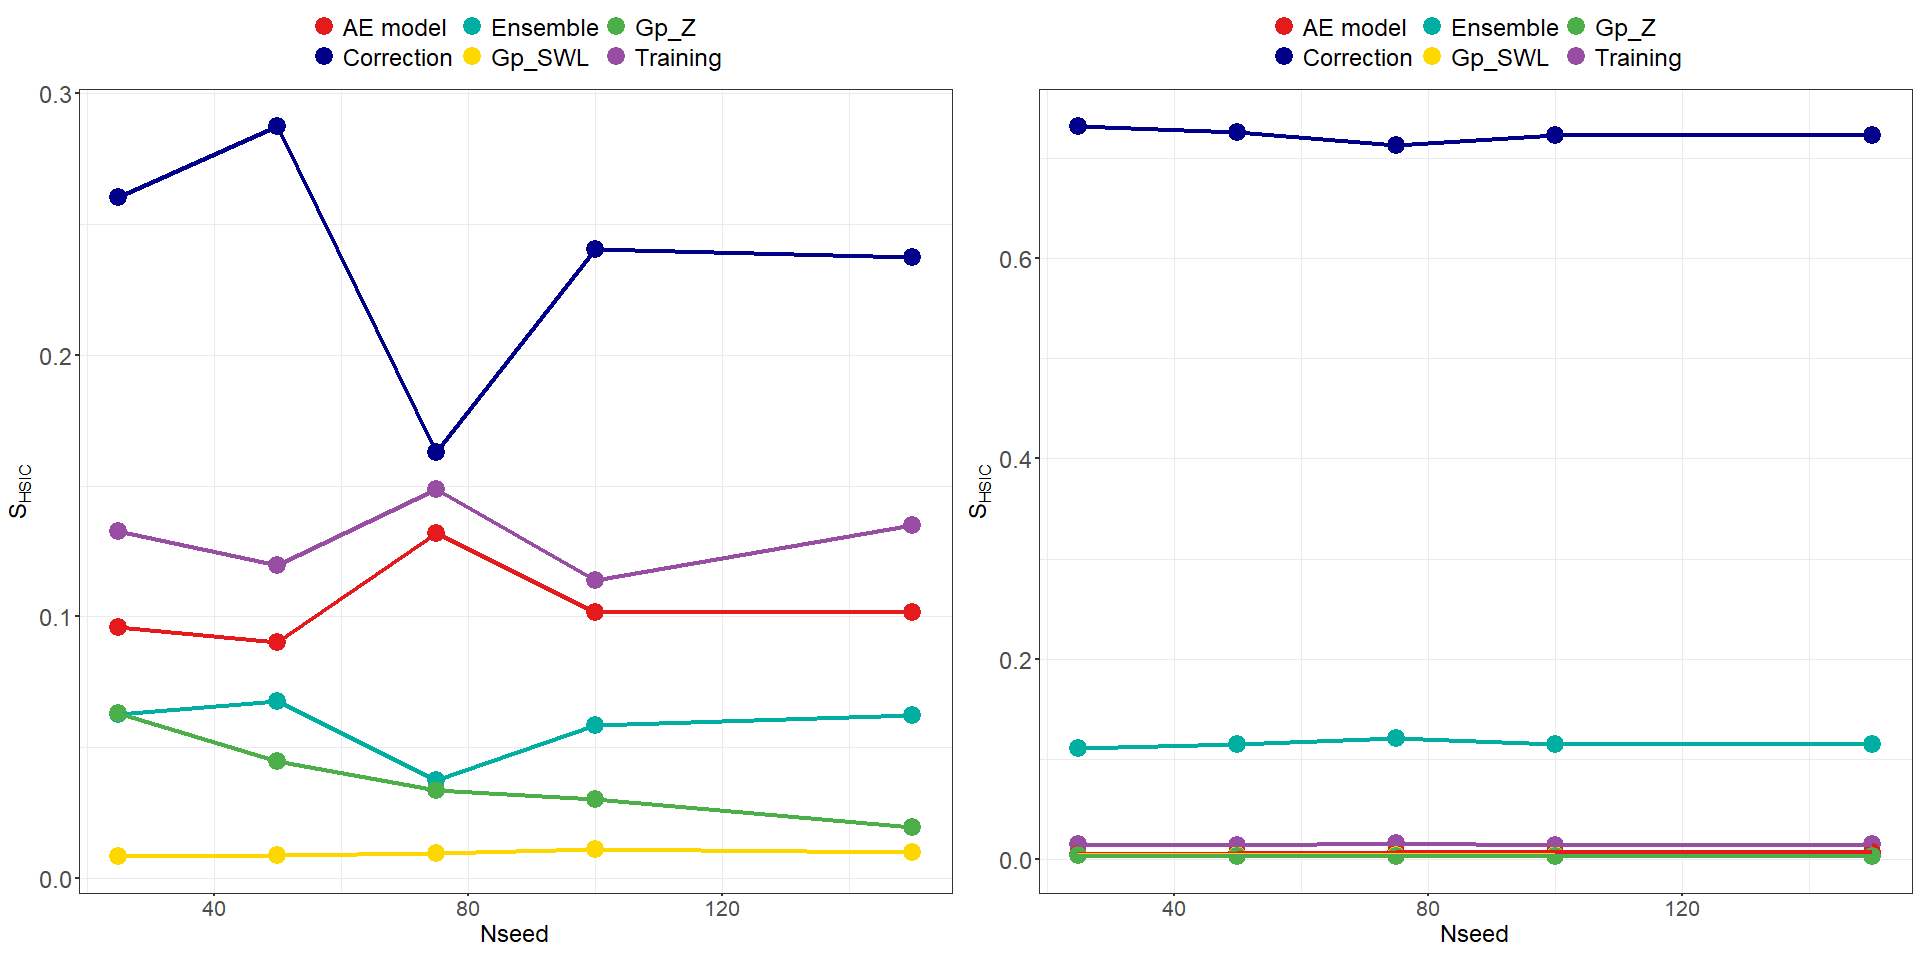 AE model Ensemble Gp_Z
Correction Gp_SWL Training
0.3
0.2
0.1
0.0
S_HSIC
40 80 120
Nseed
AE model Ensemble Gp_Z
Correction Gp_SWL Training
0.6
0.4
0.2
0.0
S_HSIC
40 80 120
Nseed